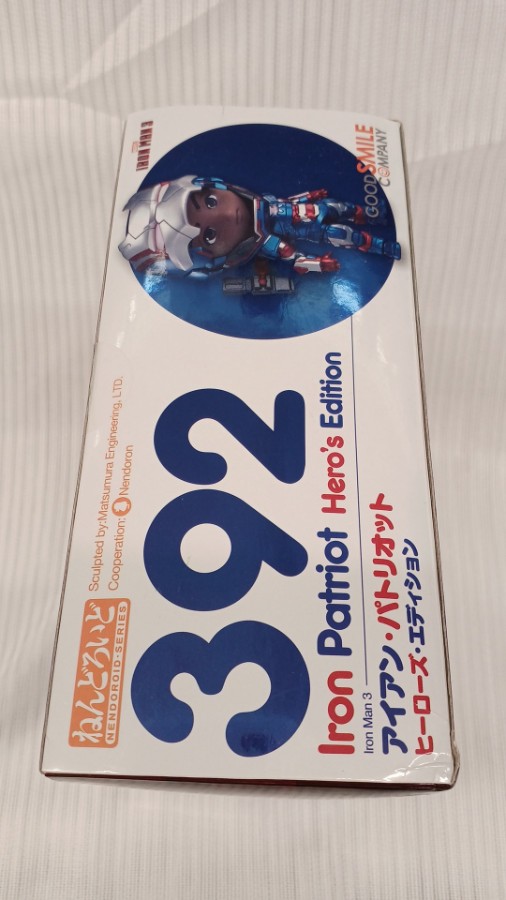 IRON MAN 3
GOOD SMILE
COMPANY
ねんどろいど
NENDOROID·SERIES
Sculpted by:Matsumura Engineering. LTD.
Cooperation: Nendoron
392
Iron Patriot Hero's Edition
Iron Man 3
アイアン・パトリオット
ヒーローズ・エディション